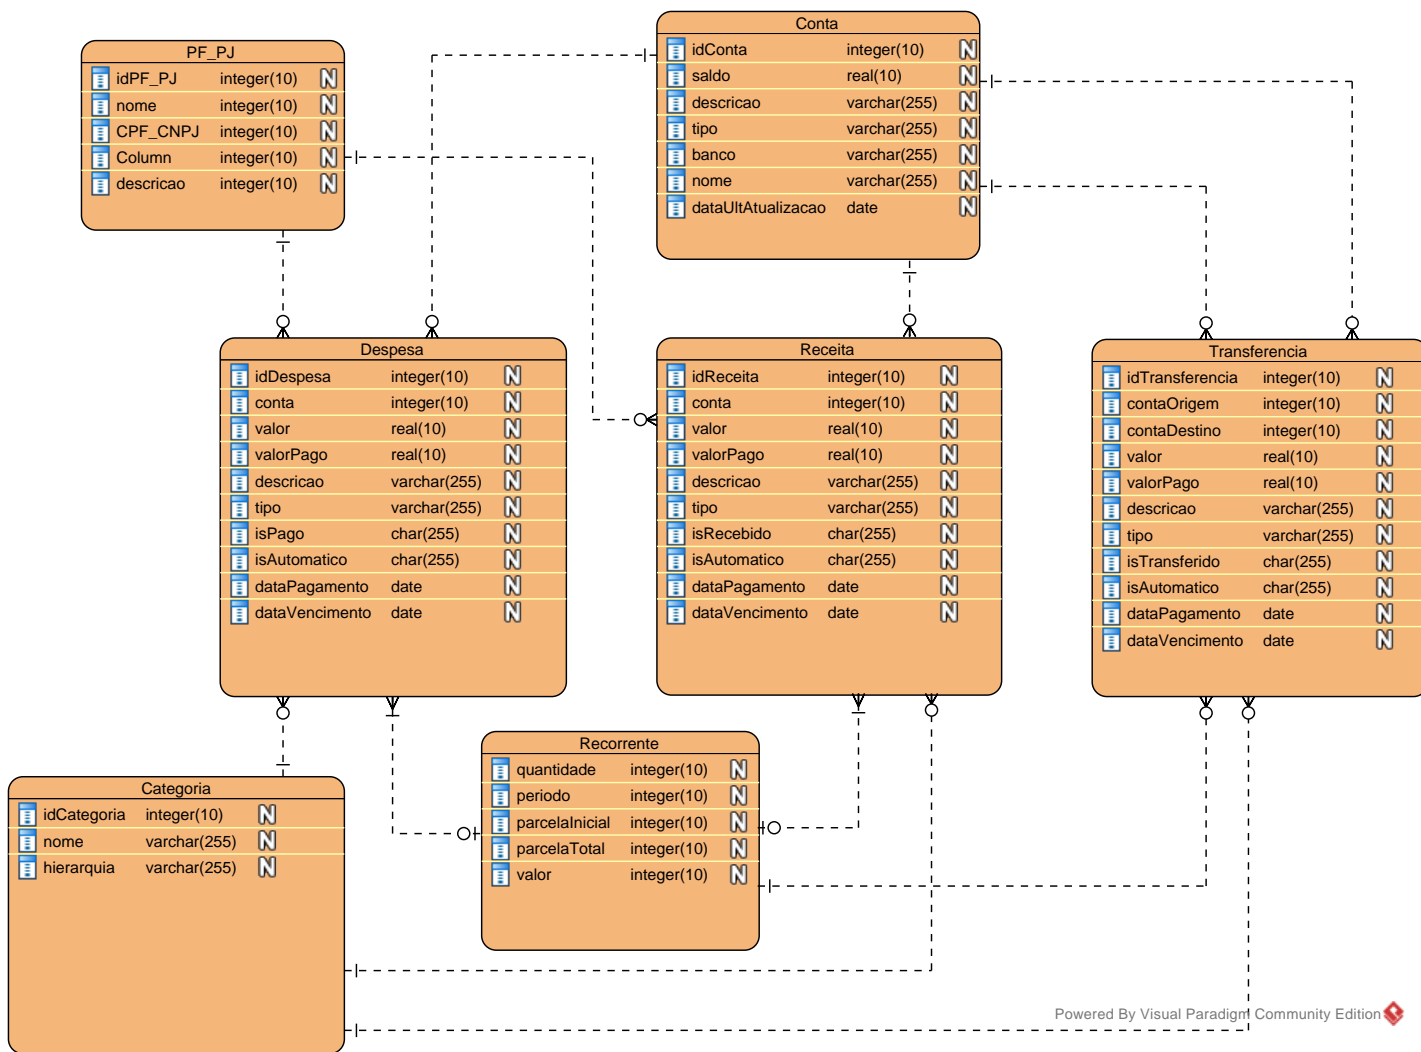 PF_PJ
idPF_PJ integer(10) N
nome integer(10) N
CPF_CNPJ integer(10) N
Column integer(10) N
descricao integer(10) N
Conta
idConta integer(10) N
saldo real(10) N
descricao varchar(255) N
tipo varchar(255) N
banco varchar(255) N
nome varchar(255) N
dataUltAtualizacao date N
Despesa
idDespesa integer(10) N
conta integer(10) N
valor real(10) N
valorPago real(10) N
descricao varchar(255) N
tipo varchar(255) N
isPago char(255) N
isAutomatico char(255) N
dataPagamento date N
dataVencimento date N
Receita
idReceita integer(10) N
conta integer(10) N
valor real(10) N
valorPago real(10) N
descricao varchar(255) N
tipo varchar(255) N
isRecebido char(255) N
isAutomatico char(255) N
dataPagamento date N
dataVencimento date N
Transferencia
idTransferencia integer(10) N
contaOrigem integer(10) N
contaDestino integer(10) N
valor real(10) N
valorPago real(10) N
descricao varchar(255) N
tipo varchar(255) N
isTransferido char(255) N
isAutomatico char(255) N
dataPagamento date N
dataVencimento date N
Recorrente
quantidade integer(10) N
periodo integer(10) N
parcelaInicial integer(10) N
parcelaTotal integer(10) N
valor integer(10) N
Categoria
idCategoria integer(10) N
nome varchar(255) N
hierarquia varchar(255) N
Powered By Visual Paradigm Community Edition